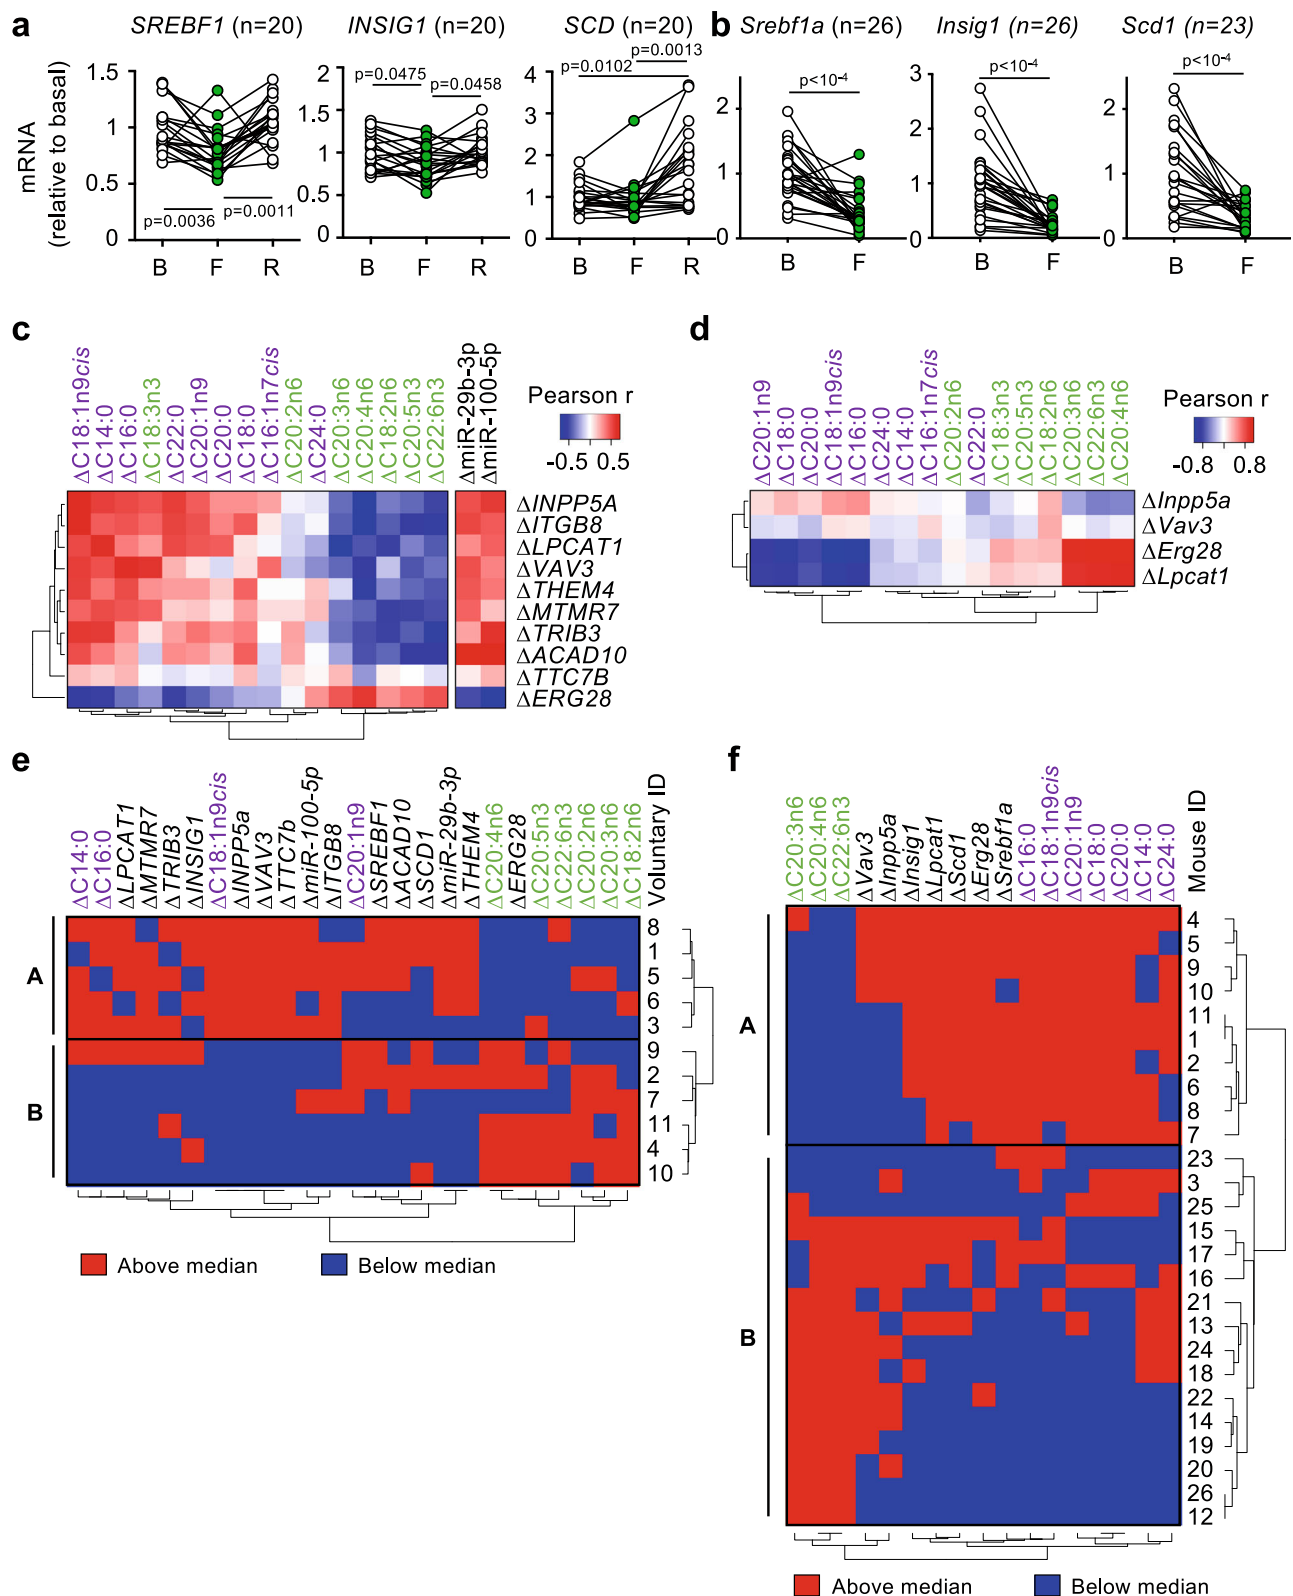 a
SREBF1 (n=20)
INSIG1 (n=20)
SCD (n=20)
b
Srebf1a (n=26)
Insig1 (n=26)
Scd1 (n=23)
mRNA
(relative to basal)
1.5
1
0.5
0
p=0.0036
p=0.0011
B F R
2
1.5
1.0
0.5
0
p=0.0475
p=0.0458
B F R
4
3
2
1
0
p=0.0102
p=0.0013
B F R
2
1
0
p<10-4
B F
3
2
1
0
p<10-4
B F
2
1
0
p<10-4
B F
c
ΔC18:1n9cis
ΔC14:0
ΔC16:0
ΔC18:3n3
ΔC22:0
ΔC20:1n9
ΔC20:0
ΔC18:0
ΔC16:1n7cis
ΔC20:2n6
ΔC24:0
ΔC20:3n6
ΔC20:4n6
ΔC20:5n3
ΔC22:6n3
ΔmiR-29b-3p
ΔmiR-100-5p
Pearson r
-0.5 0.5
ΔINPP5A
ΔITGB8
ΔLPCAT1
ΔVAV3
ΔTHEM4
ΔMTMR7
ΔTRIB3
ΔACAD10
ΔTTC7B
ΔERG28
d
ΔC20:1n9
ΔC18:0
ΔC20:0
ΔC18:1n9cis
ΔC16:0
ΔC24:0
ΔC14:0
ΔC16:1n7cis
ΔC20:2n6
ΔC22:0
ΔC18:3n3
ΔC20:5n3
ΔC18:2n6
ΔC20:3n6
ΔC22:6n3
ΔC20:4n6
Pearson r
-0.8 0.8
ΔInpp5a
ΔVav3
ΔErg28
ΔLpcat1
e
ΔC14:0
ΔC16:0
ΔLPCAT1
ΔMTMR7
ΔTRIB3
ΔINSIG1
ΔC18:1n9cis
ΔINPP5a
ΔVAV3
ΔTTC7b
ΔmiR-100-5p
ΔITGB8
ΔC20:1n9
ΔSREBF1
ΔACAD10
ΔSCD1
ΔmiR-29b-3p
ΔTHEM4
ΔC20:4n6
ΔERG28
ΔC20:5n3
ΔC22:6n3
ΔC20:2n6
ΔC20:3n6
ΔC18:2n6
Voluntary ID
A
B
8
1
5
6
3
9
2
7
11
4
10
Above median
Below median
f
ΔC20:3n6
ΔC20:4n6
ΔC22:6n3
ΔVav3
ΔInpp5a
ΔInsig1
ΔLpcat1
ΔScd1
ΔErg28
ΔSrebf1a
ΔC16:0
ΔC18:1n9cis
ΔC20:1n9
ΔC18:0
ΔC20:0
ΔC14:0
ΔC24:0
Mouse ID
A
B
4
5
9
10
11
1
2
6
8
7
23
3
25
15
17
16
21
13
24
18
22
14
19
20
26
12
Above median
Below median